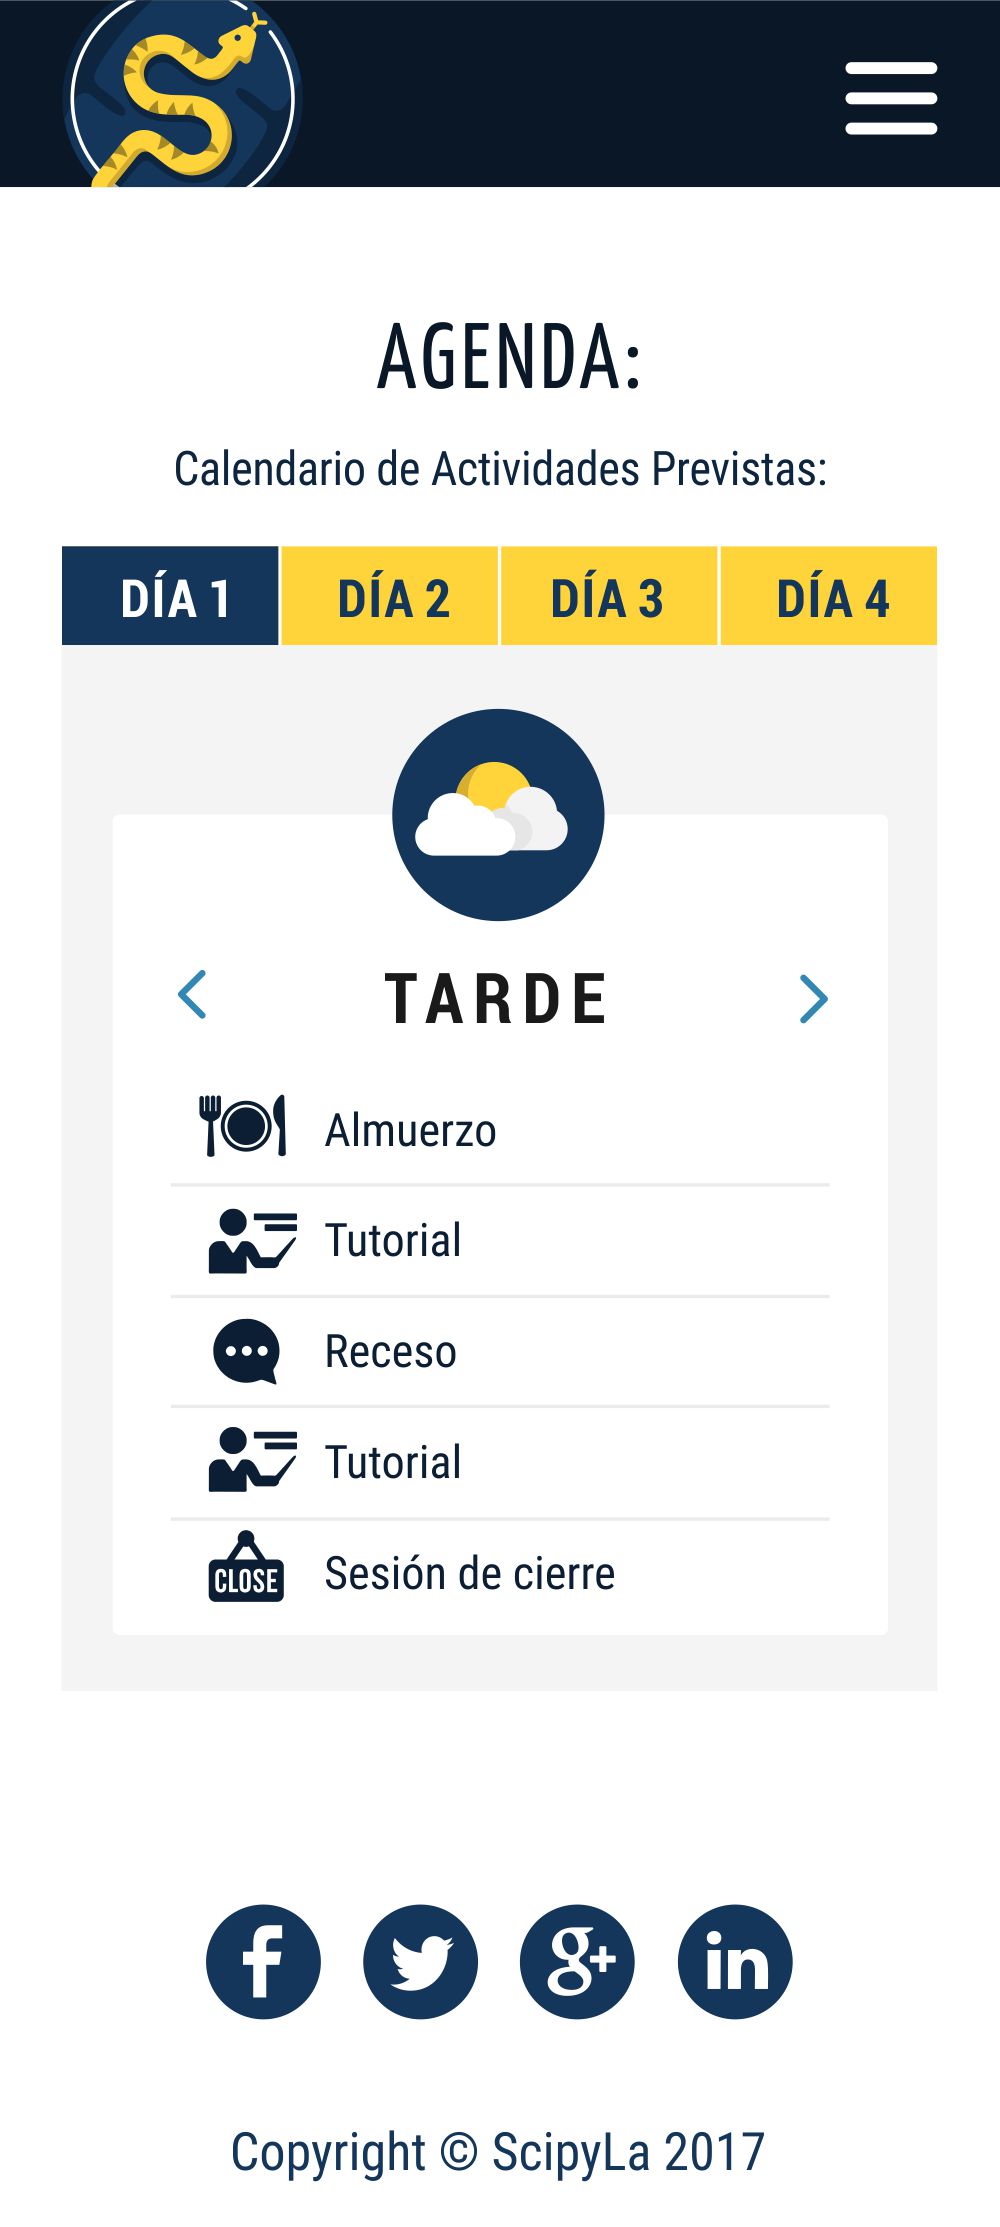 AGENDA:
Calendario de Actividades Previstas:
DÍA 1 DÍA 2 DÍA 3 DÍA 4
TARDE
Almuerzo
Tutorial
Receso
Tutorial
CLOSE Sesión de cierre
f g+ in
Copyright © ScipyLa 2017